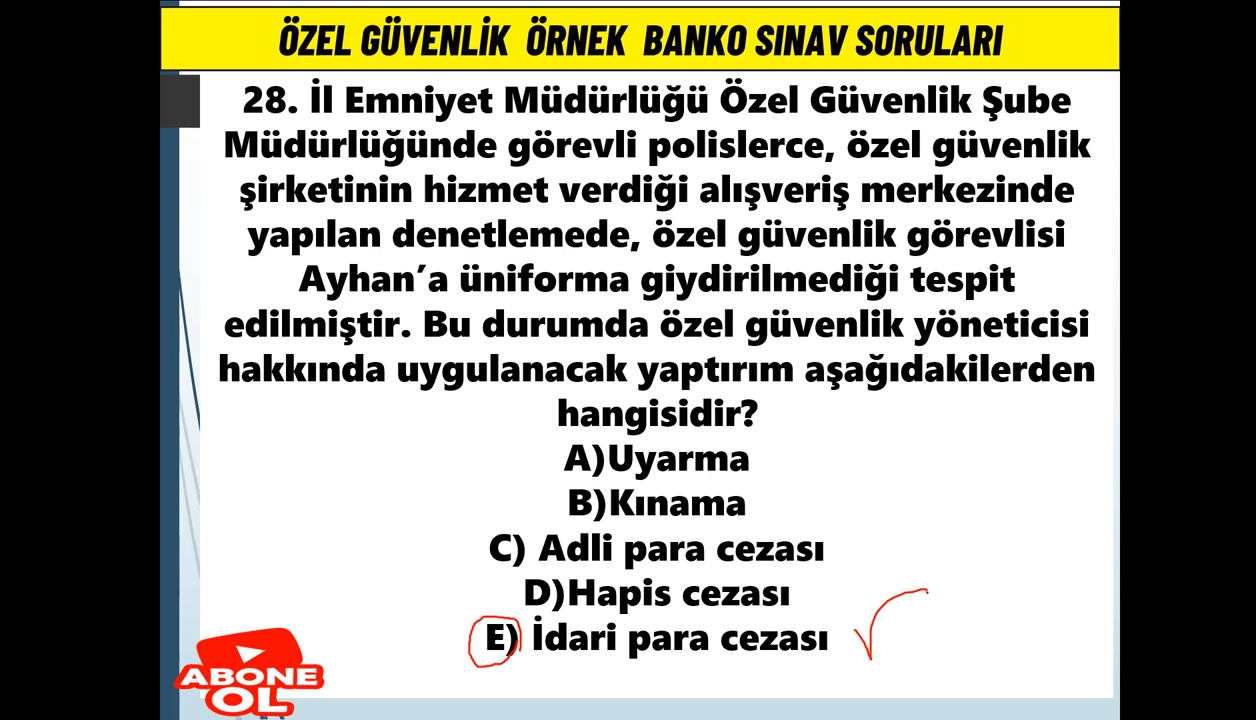 ÖZEL GÜVENLİK ÖRNEK BANKO SINAV SORULARI
28. İl Emniyet Müdürlüğü Özel Güvenlik Şube
Müdürlüğünde görevli polislerce, özel güvenlik
şirketinin hizmet verdiği alışveriş merkezinde
yapılan denetlemede, özel güvenlik görevlisi
Ayhan’a üniforma giydirilmediği tespit
edilmiştir. Bu durumda özel güvenlik yöneticisi
hakkında uygulanacak yaptırım aşağıdakilerden
hangisidir?
A)Uyarma
B)Kınama
C) Adli para cezası
D)Hapis cezası
E) İdari para cezası
ABONE
OL